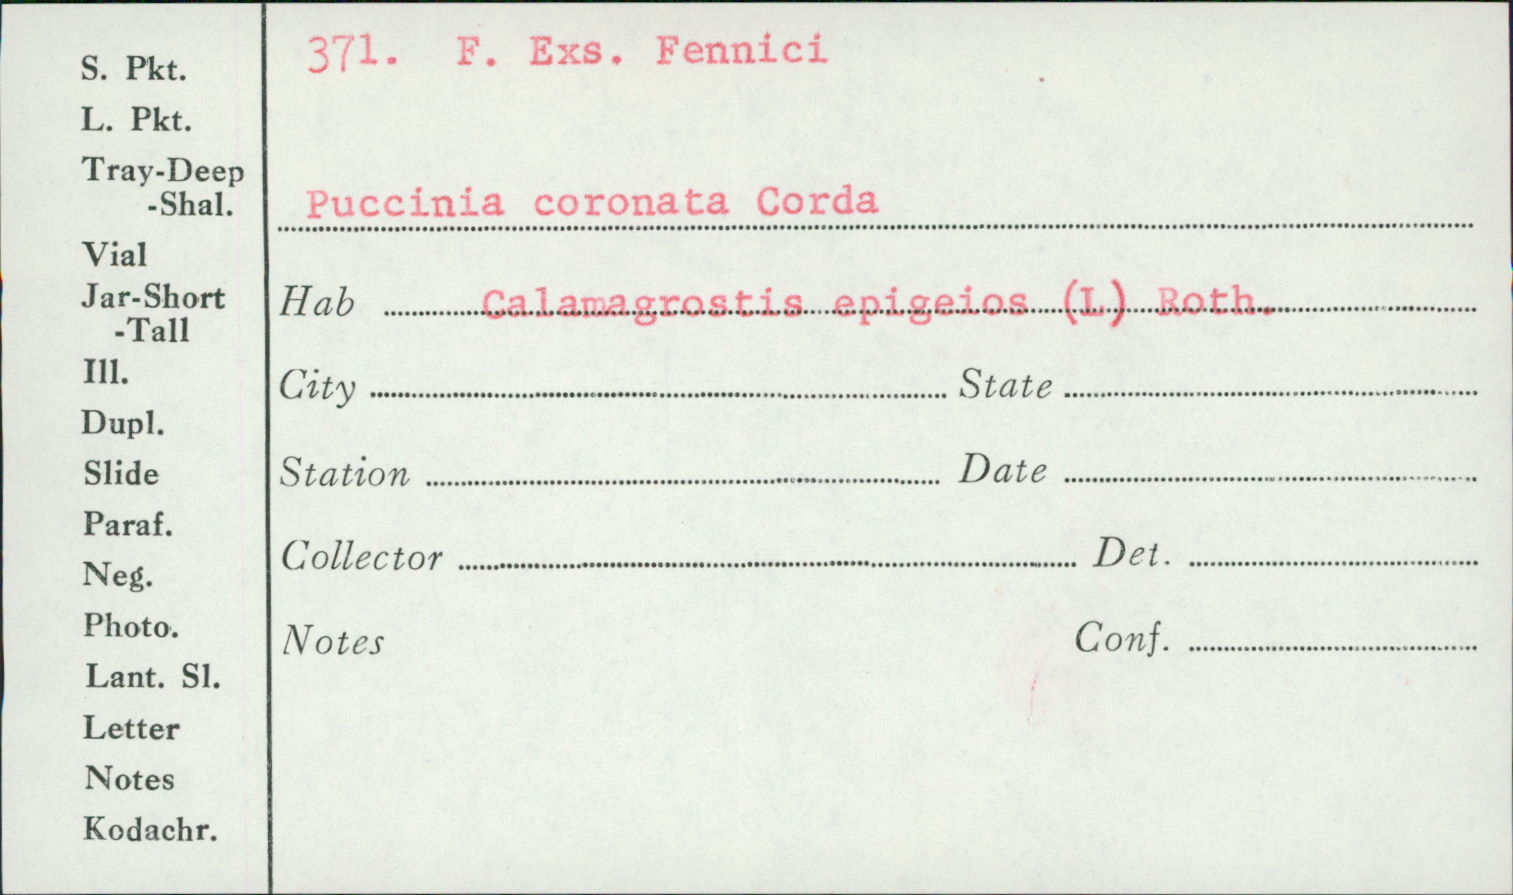 371. F. Exs. Fennici
Puccinia coronata Corda
Hab Calamagrostis epigeios (L) Roth.
City State
Station Date
Collector Det.
Notes Conf.
S. Pkt.
L. Pkt.
Tray-Deep
-Shal.
Vial
Jar-Short
-Tall
Ill.
Dupl.
Slide
Paraf.
Neg.
Photo.
Lant. Sl.
Letter
Notes
Kodachr.